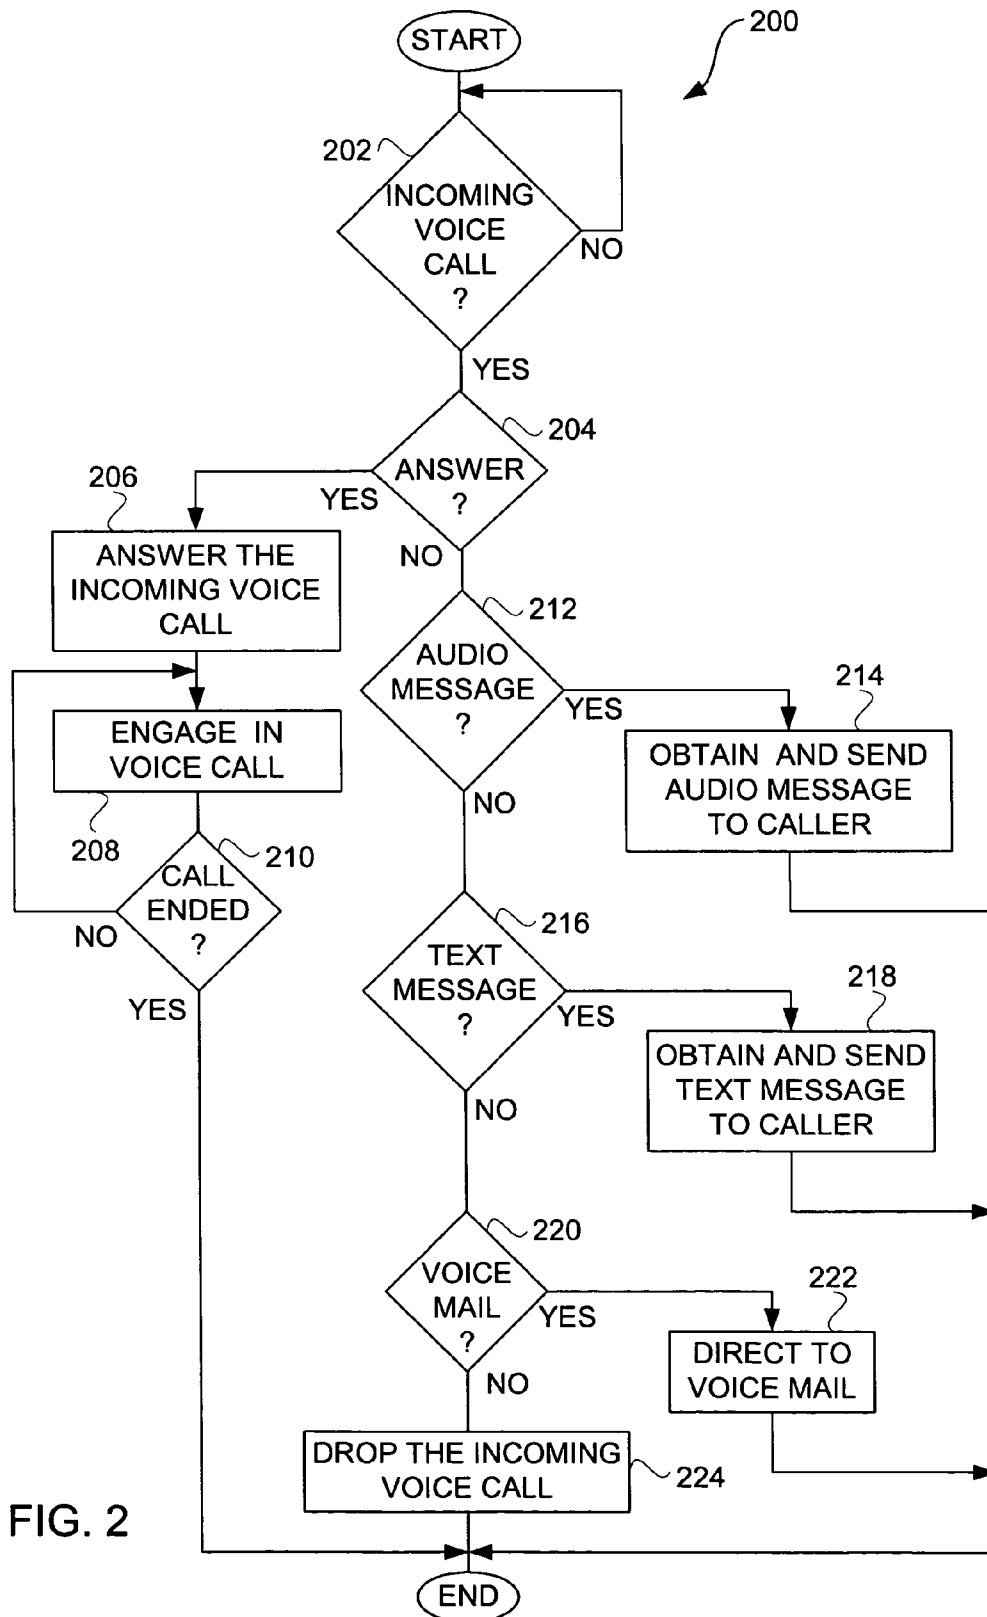 START
200
202
INCOMING
VOICE
CALL
?
NO
YES
204
ANSWER
?
YES
NO
206
ANSWER THE
INCOMING VOICE
CALL
212
AUDIO
MESSAGE
?
YES
NO
214
OBTAIN AND SEND
AUDIO MESSAGE
TO CALLER
ENGAGE IN
VOICE CALL
208
210
CALL
ENDED
?
NO
YES
216
TEXT
MESSAGE
?
YES
NO
218
OBTAIN AND SEND
TEXT MESSAGE
TO CALLER
220
VOICE
MAIL
?
YES
NO
222
DIRECT TO
VOICE MAIL
DROP THE INCOMING
VOICE CALL
224
FIG. 2
END